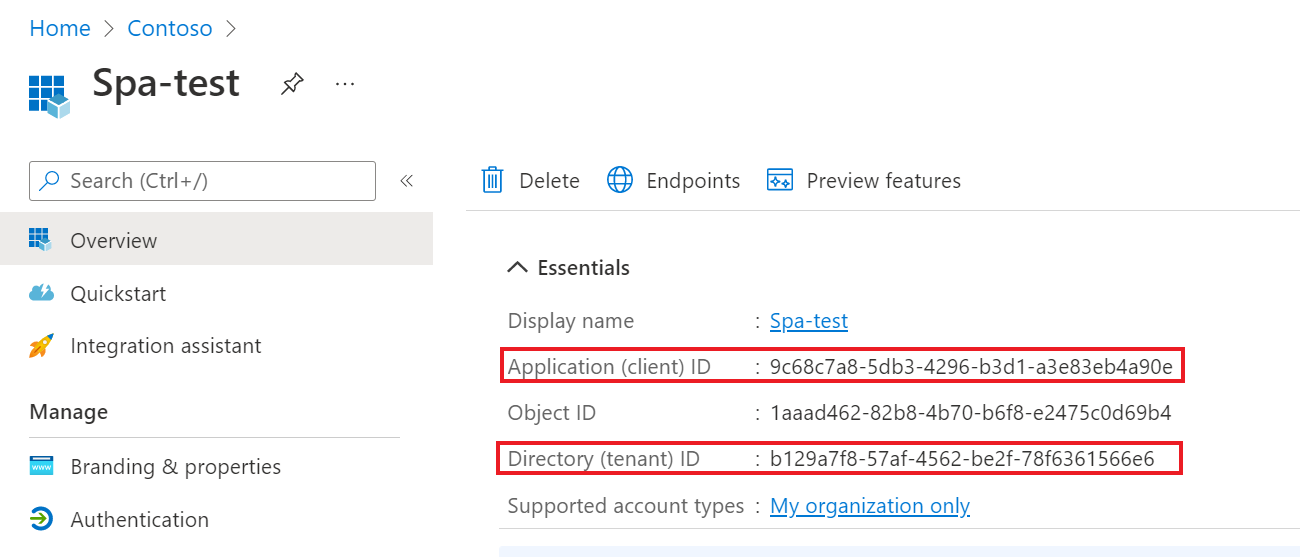 Home > Contoso >
Spa-test ...
Search (Ctrl+/) «
Overview
Quickstart
Integration assistant
Manage
Branding & properties
www
Authentication
Delete Endpoints Preview features
Essentials
Display name : Spa-test
Application (client) ID : 9c68c7a8-5db3-4296-b3d1-a3e83eb4a90e
Object ID : 1aaad462-82b8-4b70-b6f8-e2475c0d69b4
Directory (tenant) ID : b129a7f8-57af-4562-be2f-78f6361566e6
Supported account types : My organization only